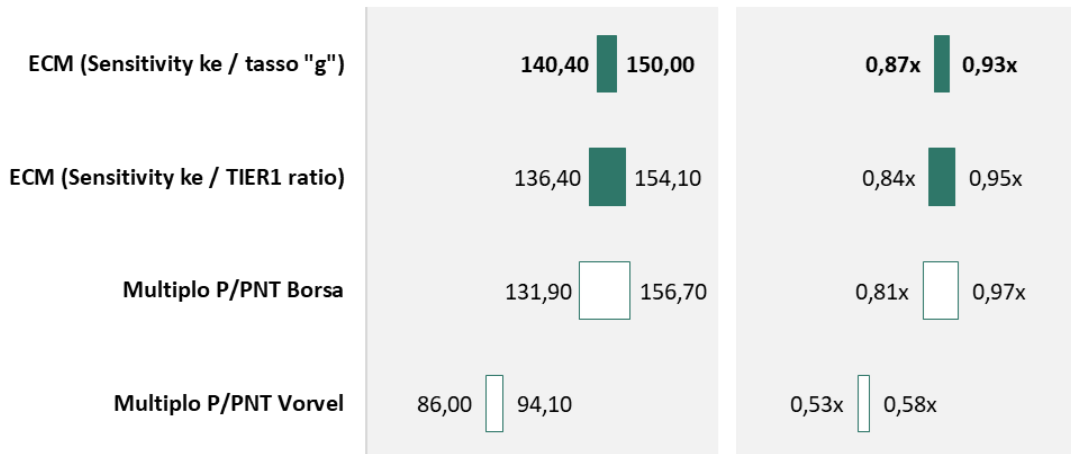 ECM (Sensitivity ke / tasso "g") 140,40 150,00 0,87x 0,93x
ECM (Sensitivity ke / TIER1 ratio) 136,40 154,10 0,84x 0,95x
Multiplo P/PNT Borsa 131,90 156,70 0,81x 0,97x
Multiplo P/PNT Vorvel 86,00 94,10 0,53x 0,58x